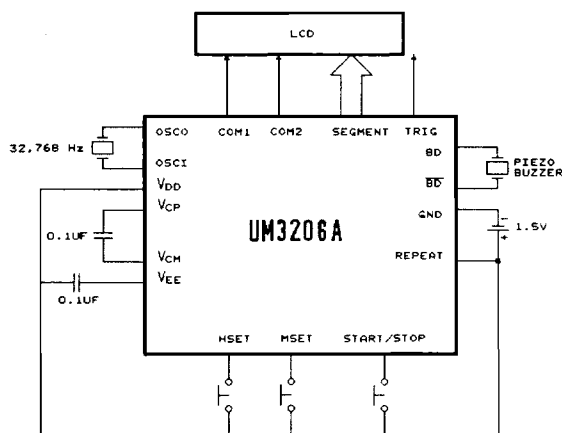 LCD
OSCO
COM1
COM2
SEGMENT
TRIG
32,768 Hz
BD
PIEZO
BUZZER
OSCI
BD
VDD
VCP
GND
UM3206A
1.5V
0.1UF
VCM
REPEAT
VEE
0.1UF
HSET
MSET
START/STOP